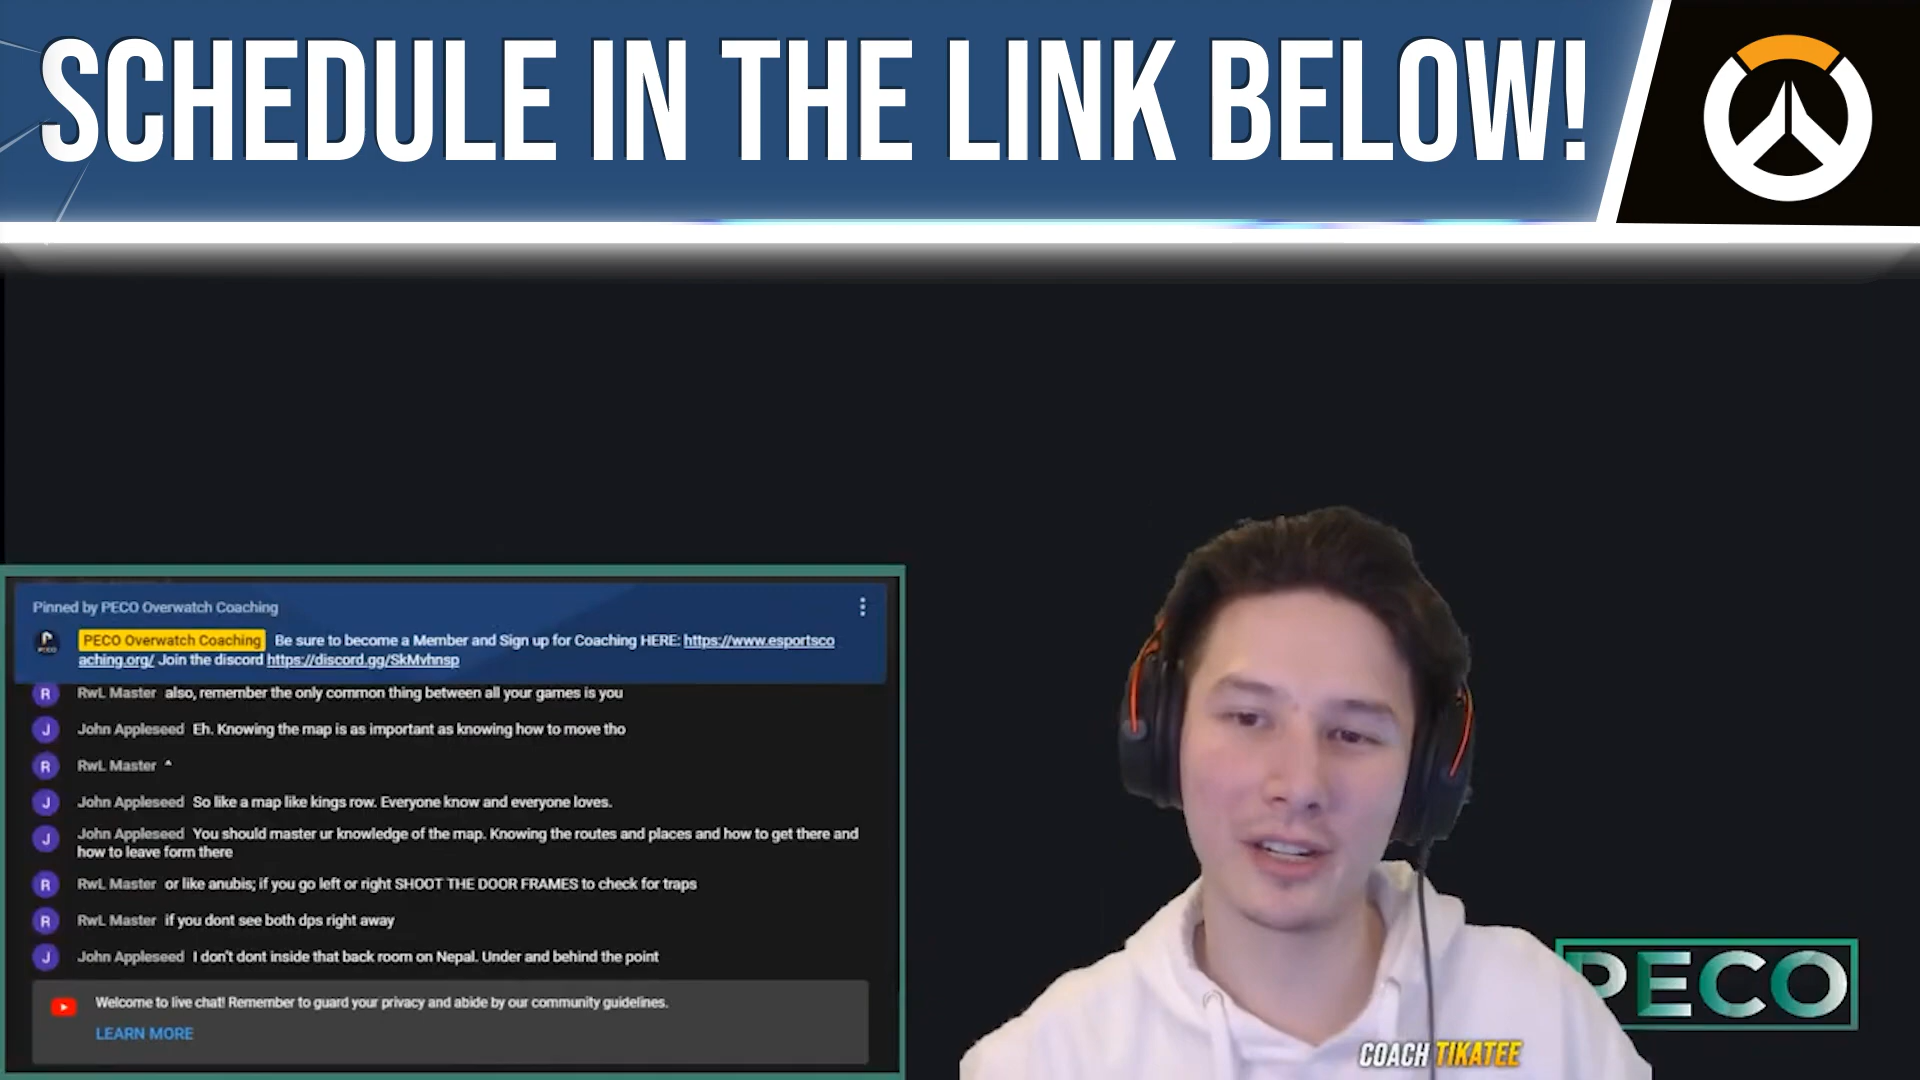 SCHEDULE IN THE LINK BELOW!
Pinned by PECO Overwatch Coaching
PECO Overwatch Coaching Be sure to become a Member and Sign up for Coaching HERE: https://www.esportsco
aching.org/ Join the discord https://discord.gg/SkMvhnsp
R RwL Master also, remember the only common thing between all your games is you
J John Appleseed Eh. Knowing the map is as important as knowing how to move tho
R RwL Master ^
J John Appleseed So like a map like kings row. Everyone know and everyone loves.
J John Appleseed You should master ur knowledge of the map. Knowing the routes and places and how to get there and
how to leave form there
R RwL Master or like anubis; if you go left or right SHOOT THE DOOR FRAMES to check for traps
R RwL Master if you dont see both dps right away
J John Appleseed I don't dont inside that back room on Nepal. Under and behind the point
Welcome to live chat! Remember to guard your privacy and abide by our community guidelines.
LEARN MORE
PECO
COACH TIKATEE